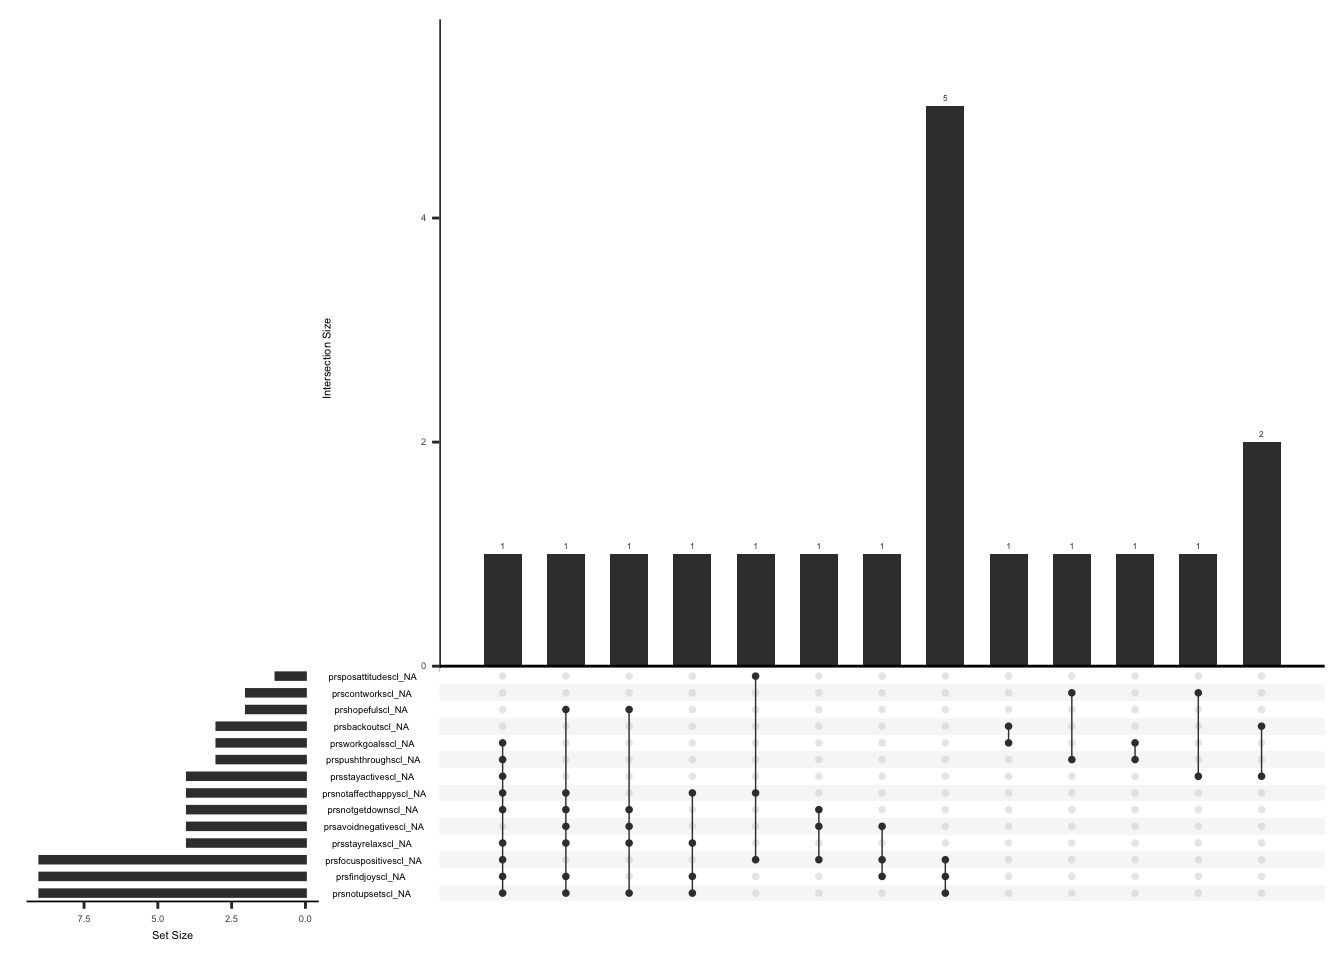 5
4
Intersection Size
2
2
1 1 1 1 1 1 1 1 1 1 1
0
prsposattitudescl_NA
prscontworkscl_NA
prshopefulscl_NA
prsbackoutscl_NA
prsworkgoalsscl_NA
prspushthroughscl_NA
prsstayactivescl_NA
prsnotaffecthappyscl_NA
prsnotgetdownscl_NA
prsavoidnegativescl_NA
prsstayrelaxscl_NA
prsfocuspositivescl_NA
prsfindjoyscl_NA
prsnotupsetscl_NA
7.5 5.0 2.5 0.0
Set Size